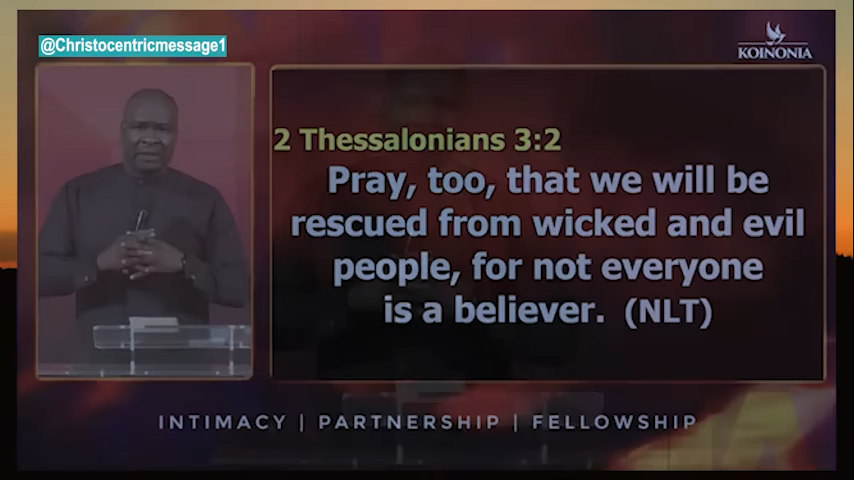 @Christocentricmessage1
KOINONIA
2 Thessalonians 3:2
Pray, too, that we will be
rescued from wicked and evil
people, for not everyone
is a believer. (NLT)
INTIMACY | PARTNERSHIP | FELLOWSHIP